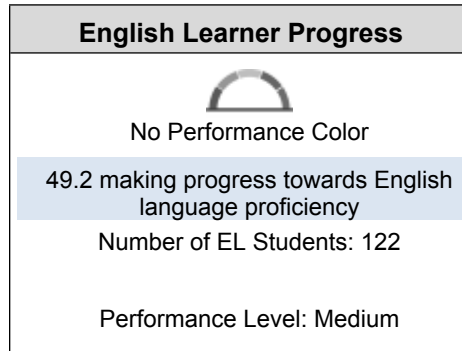 English Learner Progress
No Performance Color
49.2 making progress towards English
language proficiency
Number of EL Students: 122
Performance Level: Medium